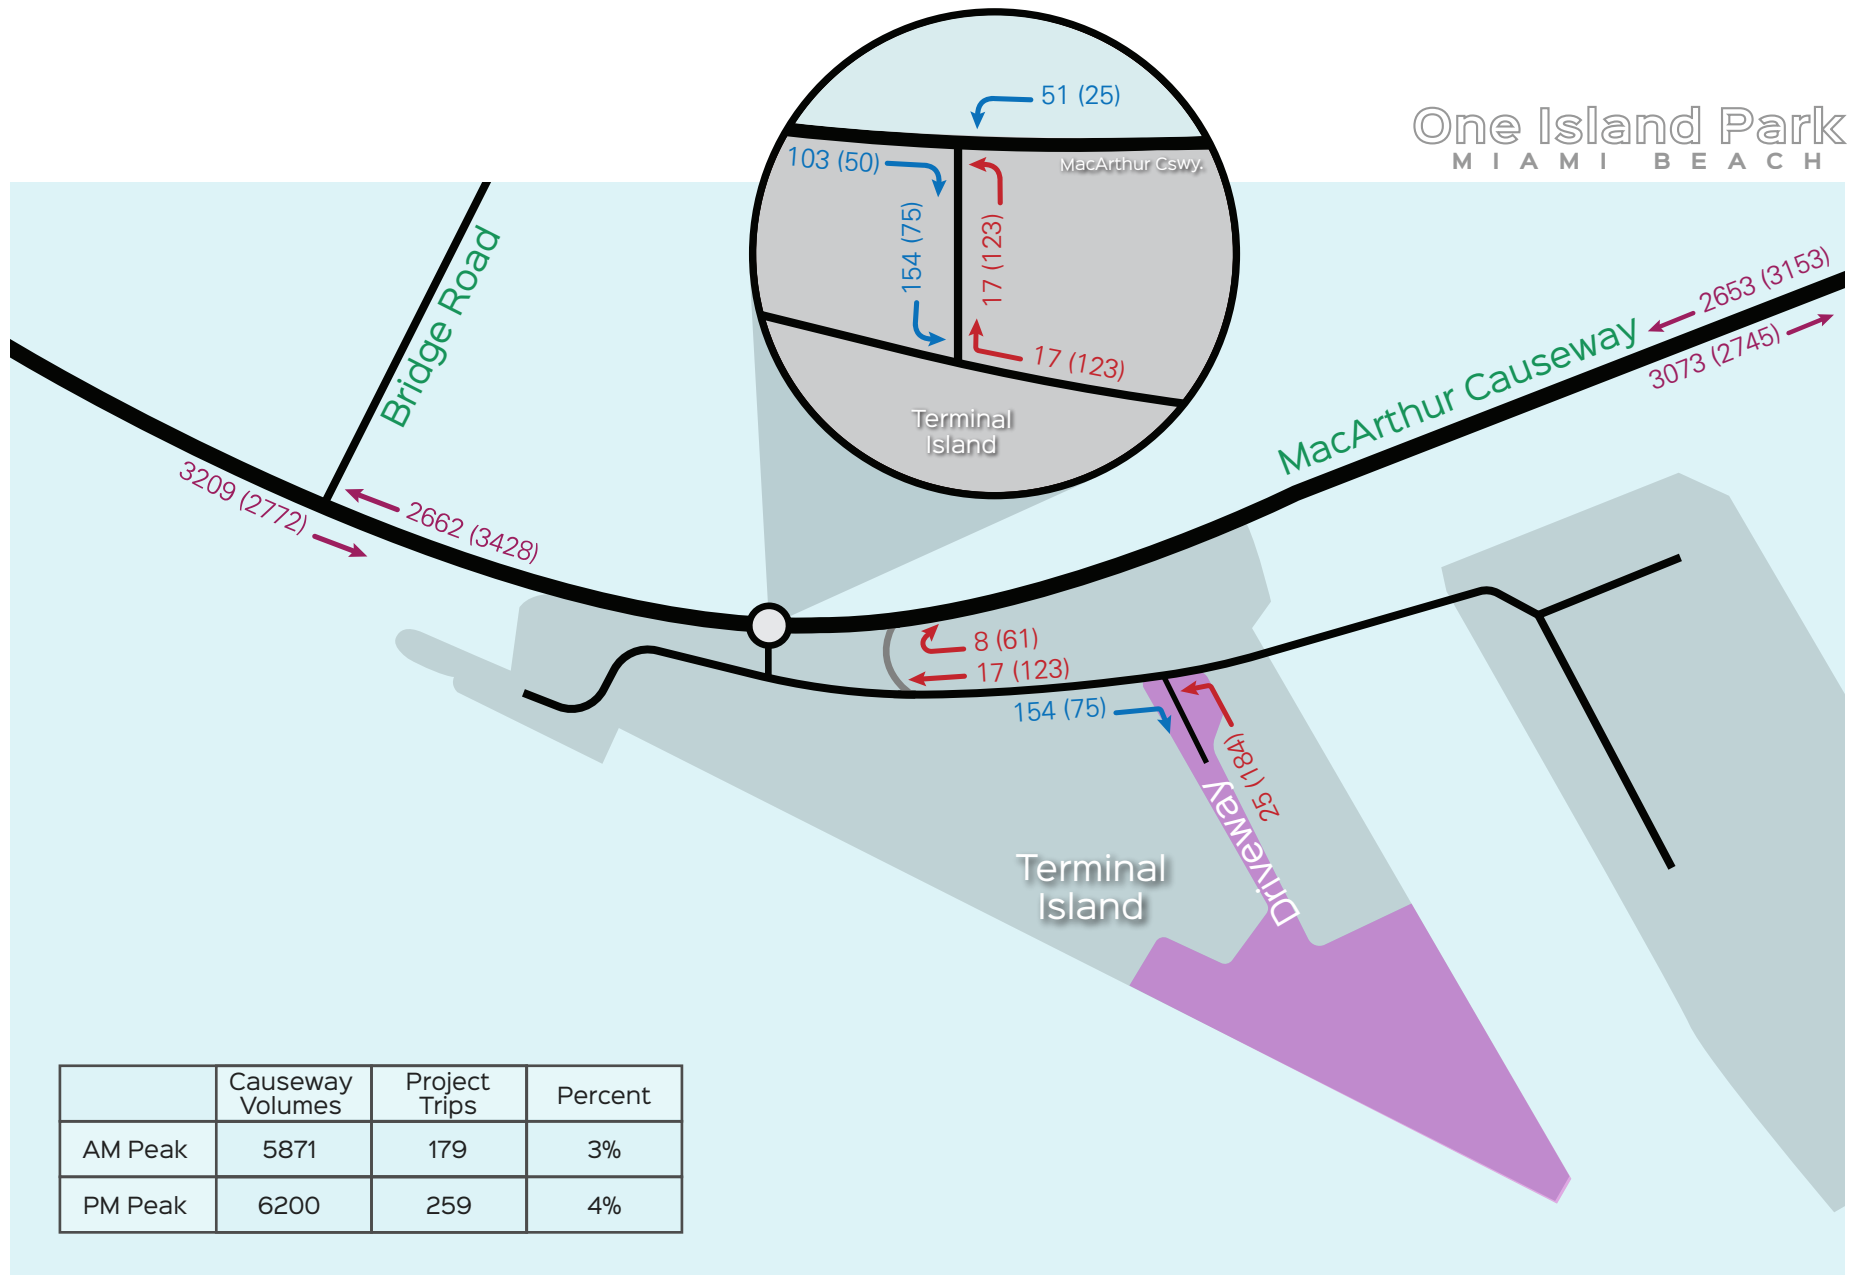 One Island Park
MIAMI BEACH
51 (25)
103 (50)
MacArthur Cswy.
154 (75)
17 (123)
17 (123)
Terminal
Island
Bridge Road
2653 (3153)
3073 (2745)
MacArthur Causeway
3209 (2772)
2662 (3428)
8 (61)
17 (123)
154 (75)
25 (184)
Driveway
Terminal
Island
Causeway Volumes Project Trips Percent
AM Peak 5871 179 3%
PM Peak 6200 259 4%